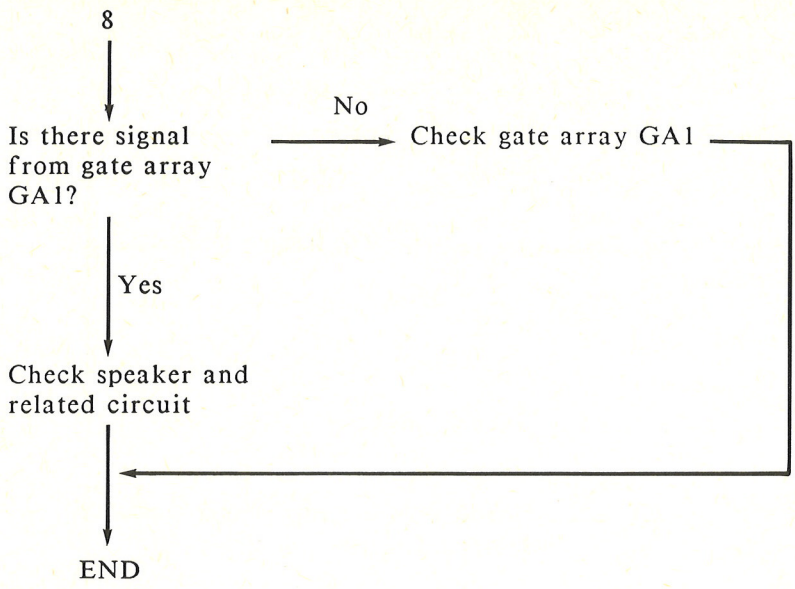 8
No
Is there signal
from gate array
GA1?
Check gate array GA1
Yes
Check speaker and
related circuit
END